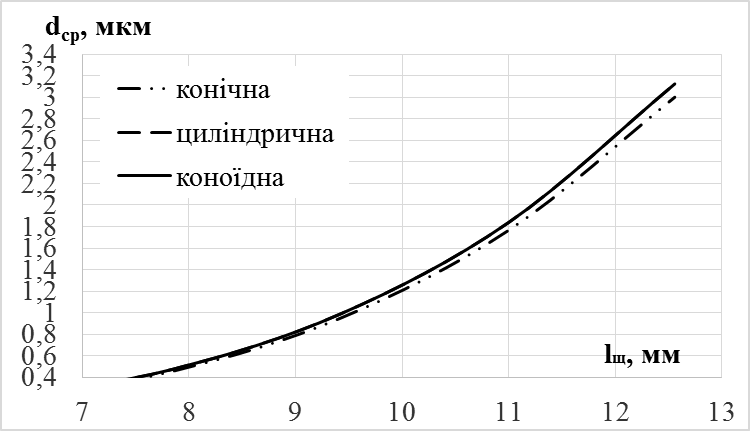 dср, мкм
3,4
3,2
3
2,8
2,6
2,4
2,2
2
1,8
1,6
1,4
1,2
1
0,8
0,6
0,4
конічна
циліндрична
коноїдна
lщ, мм
7 8 9 10 11 12 13